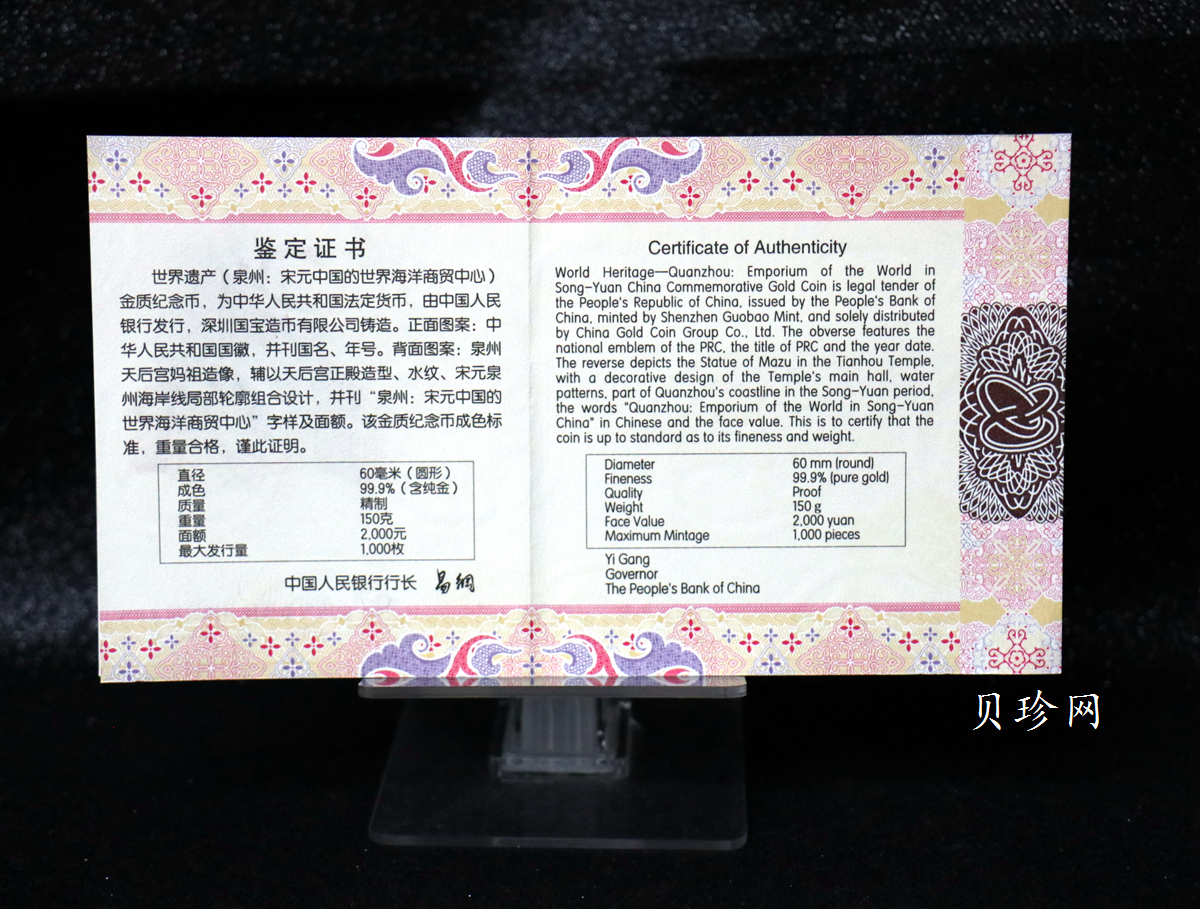 鉴定证书
世界遗产（泉州：宋元中国的世界海洋商贸中心）
金质纪念币，为中华人民共和国法定货币，由中国人民
银行发行，深圳国宝造币有限公司铸造。正面图案：中
华人民共和国国徽，并刊国名、年号。背面图案：泉州
天后宫妈祖造像，辅以天后宫正殿造型、水纹、宋元泉
州海岸线局部轮廓组合设计，并刊“泉州：宋元中国的
世界海洋商贸中心”字样及面额。该金质纪念币成色标
准，重量合格，谨此证明。
直径 60毫米（圆形）
成色 99.9%（含纯金）
质量 精制
重量 150克
面额 2,000元
最大发行量 1,000枚
中国人民银行行长 易纲
Certificate of Authenticity
World Heritage—Quanzhou: Emporium of the World in
Song-Yuan China Commemorative Gold Coin is legal tender of
the People's Republic of China, issued by the People's Bank of
China, minted by Shenzhen Guobao Mint, and solely distributed
by China Gold Coin Group Co., Ltd. The obverse features the
national emblem of the PRC, the title of PRC and the year date.
The reverse depicts the Statue of Mazu in the Tianhou Temple,
with a decorative design of the Temple's main hall, water
patterns, part of Quanzhou's coastline in the Song-Yuan period,
the words "Quanzhou: Emporium of the World in Song-Yuan
China" in Chinese and the face value. This is to certify that the
coin is up to standard as to its fineness and weight.
Diameter 60 mm (round)
Fineness 99.9% (pure gold)
Quality Proof
Weight 150 g
Face Value 2,000 yuan
Maximum Mintage 1,000 pieces
Yi Gang
Governor
The People's Bank of China
贝珍网